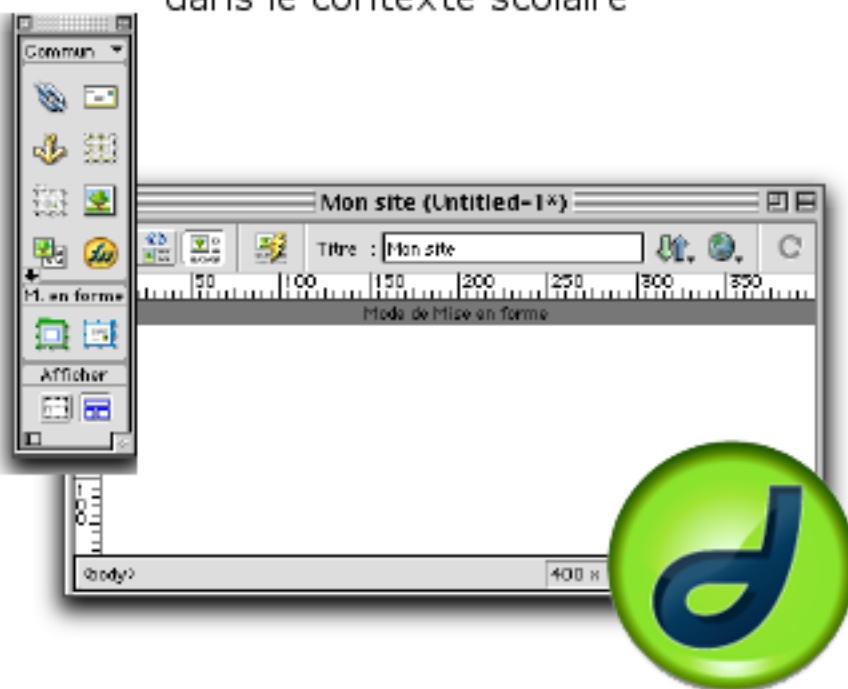 dans le contexte scolaire
Commun
Mon site (Untitled-1*)
Titre : Mon site
50 100 150 200 250 300 350
M. en forme
Mode de Mise en forme
Afficher
100
<body>
400 x